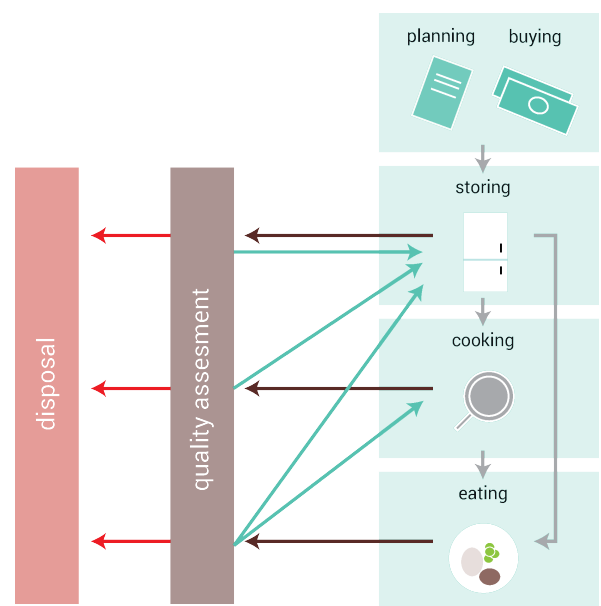 planning
buying
storing
cooking
eating
quality assesment
disposal